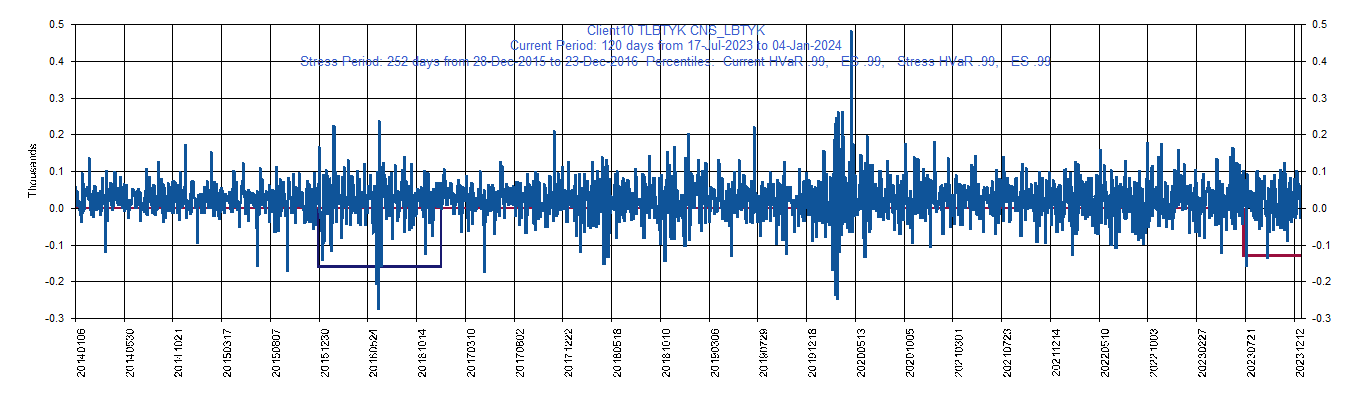 Client10 TLBTYK CNS_LBTYK
Current Period: 120 days from 17-Jul-2023 to 04-Jan-2024
Stress Period: 252 days from 28-Dec-2015 to 23-Dec-2016 Percentiles: Current HVaR .99, ES .99, Stress HVaR .99, ES .99
0.5 0.5
0.4 0.4
0.3 0.3
0.2 0.2
0.1 0.1
0.0 0.0
-0.1 -0.1
-0.2 -0.2
-0.3 -0.3
Thousands
20140106 20140530 20141021 20150317 20150807 20151230 20160524 20161014 20170310 20170802 20171222 20180518 20181010 20190306 20190729 20191218 20200513 20201005 20210301 20210723 20211214 20220510 20221003 20230227 20230721 20231212